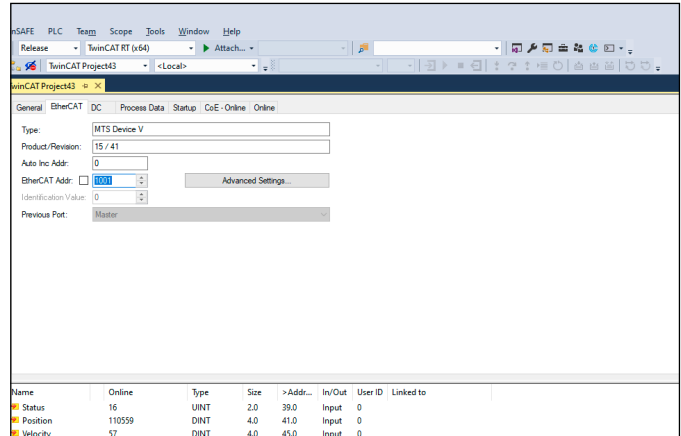 nSAFE PLC Team Scope Tools Window Help
Release TwinCAT RT (x64) Attach...
TwinCAT Project43 <Local>
winCAT Project43
General EtherCAT DC Process Data Startup CoE - Online Online
Type: MTS Device V
Product/Revision: 15 / 41
Auto Inc Addr: 0
EtherCAT Addr: 1001 Advanced Settings...
Identification Value: 0
Previous Port: Master
Name Online Type Size >Addr... In/Out User ID Linked to
Status 16 UINT 2.0 39.0 Input 0
Position 110559 DINT 4.0 41.0 Input 0
Velocity 57 DINT 4.0 45.0 Input 0